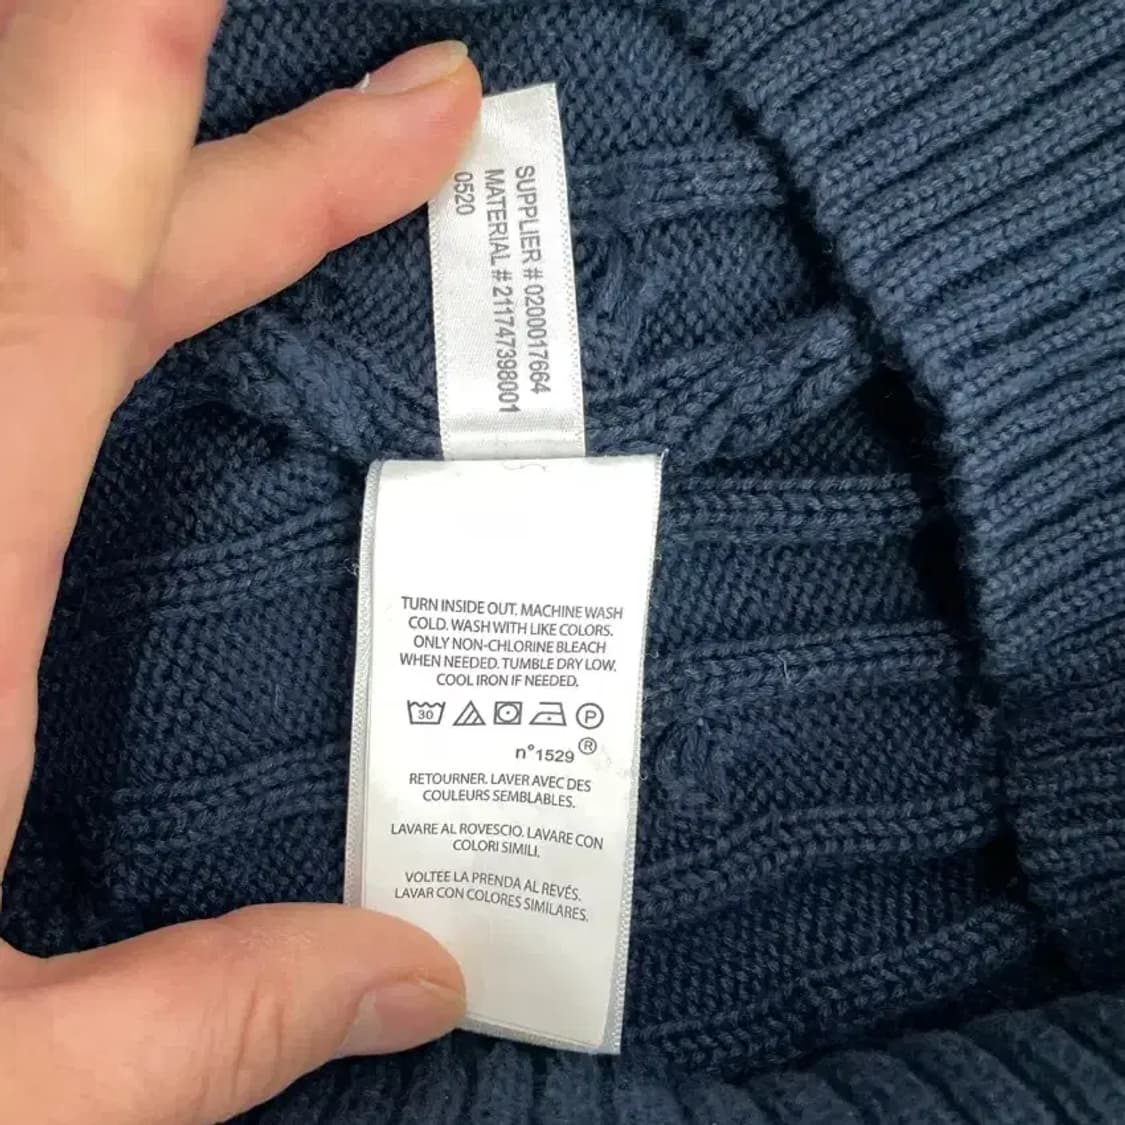 SUPPLIER # 0200017664
MATERIAL # 211747398001
0520
TURN INSIDE OUT. MACHINE WASH
COLD. WASH WITH LIKE COLORS.
ONLY NON-CHLORINE BLEACH
WHEN NEEDED. TUMBLE DRY LOW.
COOL IRON IF NEEDED.
30 P
n°1529 ®
RETOURNER. LAVER AVEC DES
COULEURS SEMBLABLES.
LAVARE AL ROVESCIO. LAVARE CON
COLORI SIMILI.
VOLTEE LA PRENDA AL REVÉS.
LAVAR CON COLORES SIMILARES.